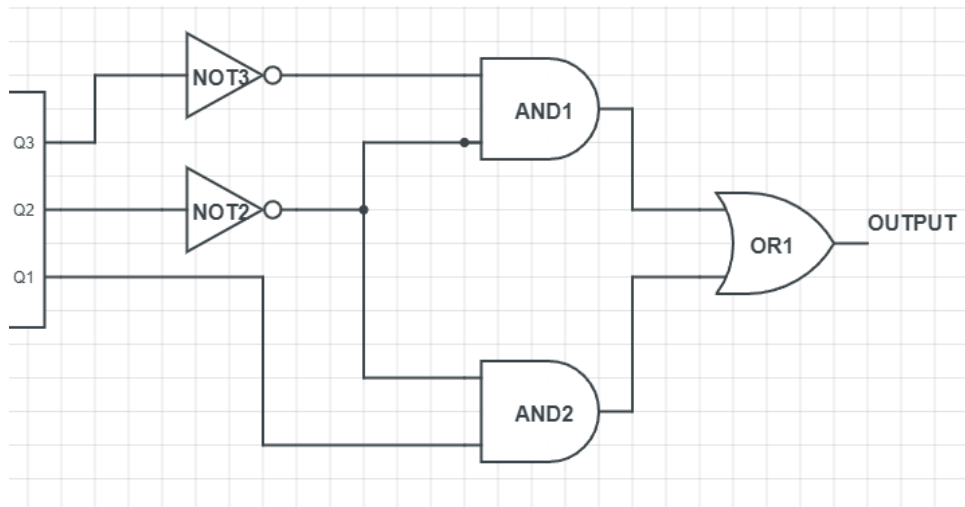 NOT3
AND1
Q3
Q2
NOT2
OUTPUT
OR1
Q1
AND2